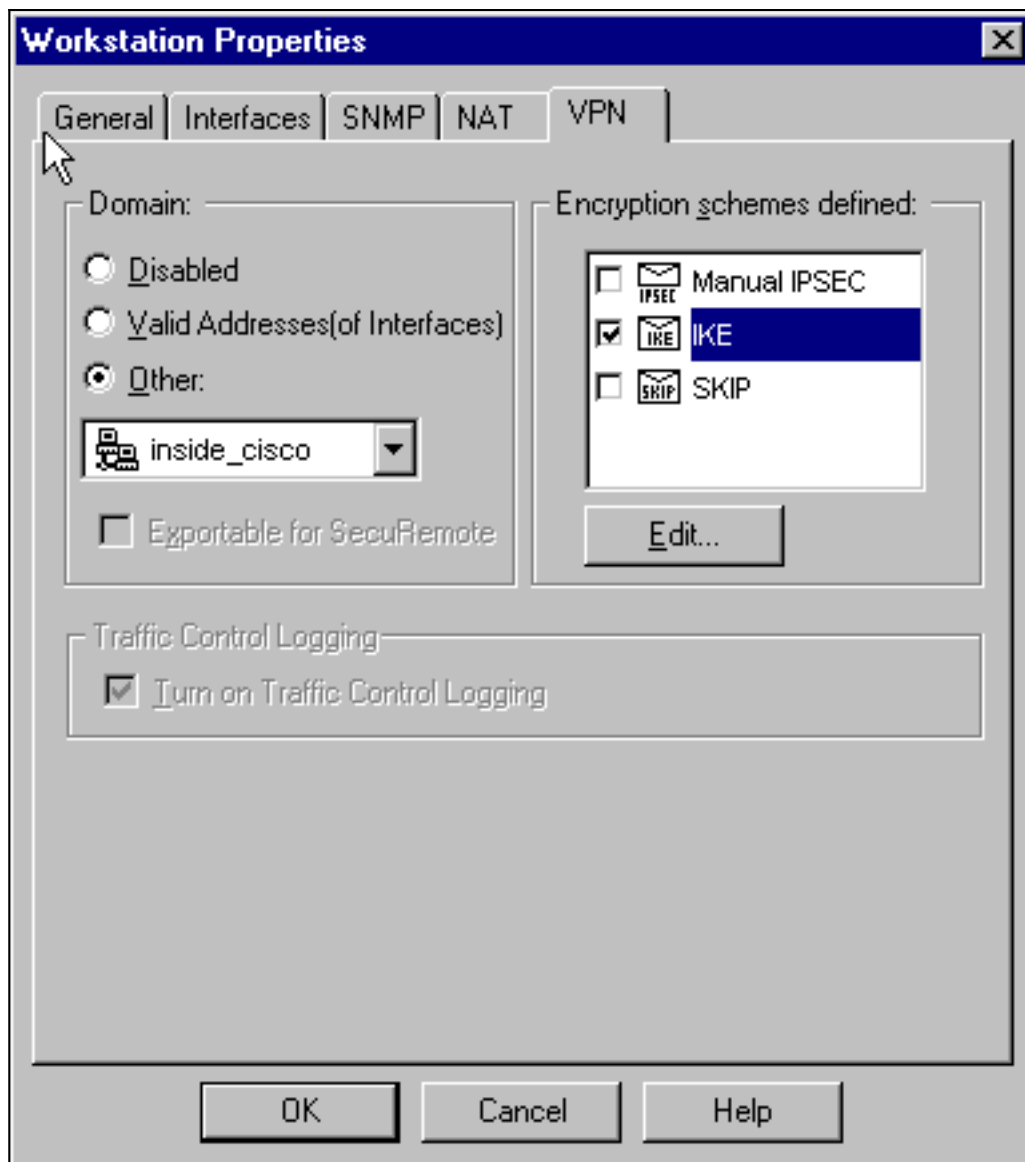 Workstation Properties
General Interfaces SNMP NAT VPN
Domain:
Disabled
Valid Addresses(of Interfaces)
Other:
inside_cisco
Exportable for SecuRemote
Encryption schemes defined:
IPSEC Manual IPSEC
IKE IKE
SKIP SKIP
Edit...
Traffic Control Logging
Turn on Traffic Control Logging
OK Cancel Help